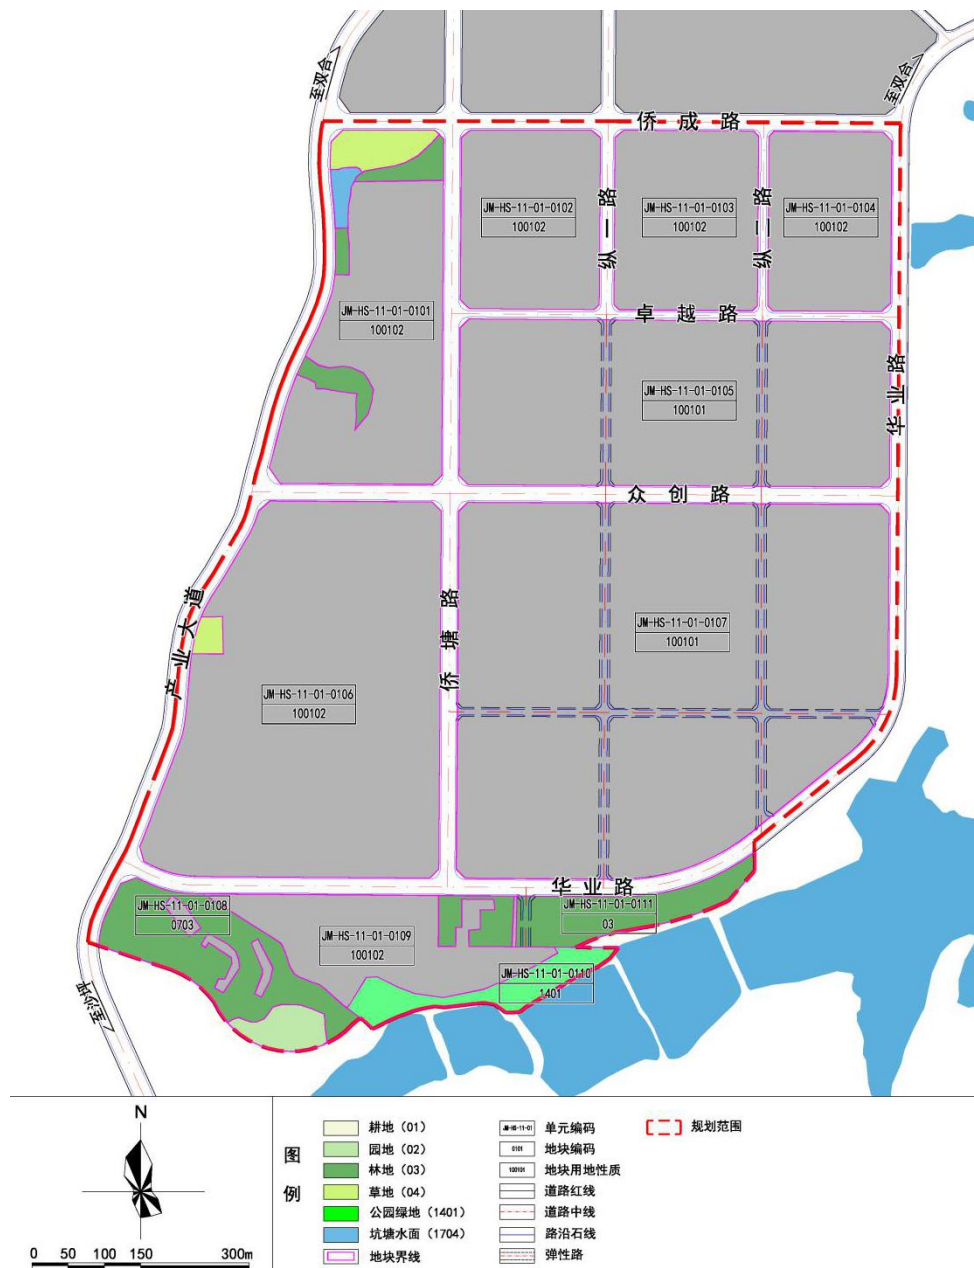 至双合>
至双合>
侨成路
JM-HS-11-01-0102
100102
JM-HS-11-01-0103
100102
JM-HS-11-01-0104
100102
纵一路
纵二路
JM-HS-11-01-0101
100102
卓越路
华业路
JM-HS-11-01-0105
100101
众创路
产业大道
侨塘路
JM-HS-11-01-0107
100101
JM-HS-11-01-0106
100102
华业路
JM-HS-11-01-0108
0703
JM-HS-11-01-0109
100102
JM-HS-11-01-0111
03
JM-HS-11-01-0110
1401
<至沙坪
N
0 50 100 150 300m
图例
耕地（01）
园地（02）
林地（03）
草地（04）
公园绿地（1401）
坑塘水面（1704）
地块界线
JM-HS-11-01 单元编码
0101 地块编码
100101 地块用地性质
道路红线
道路中线
路沿石线
弹性路
规划范围